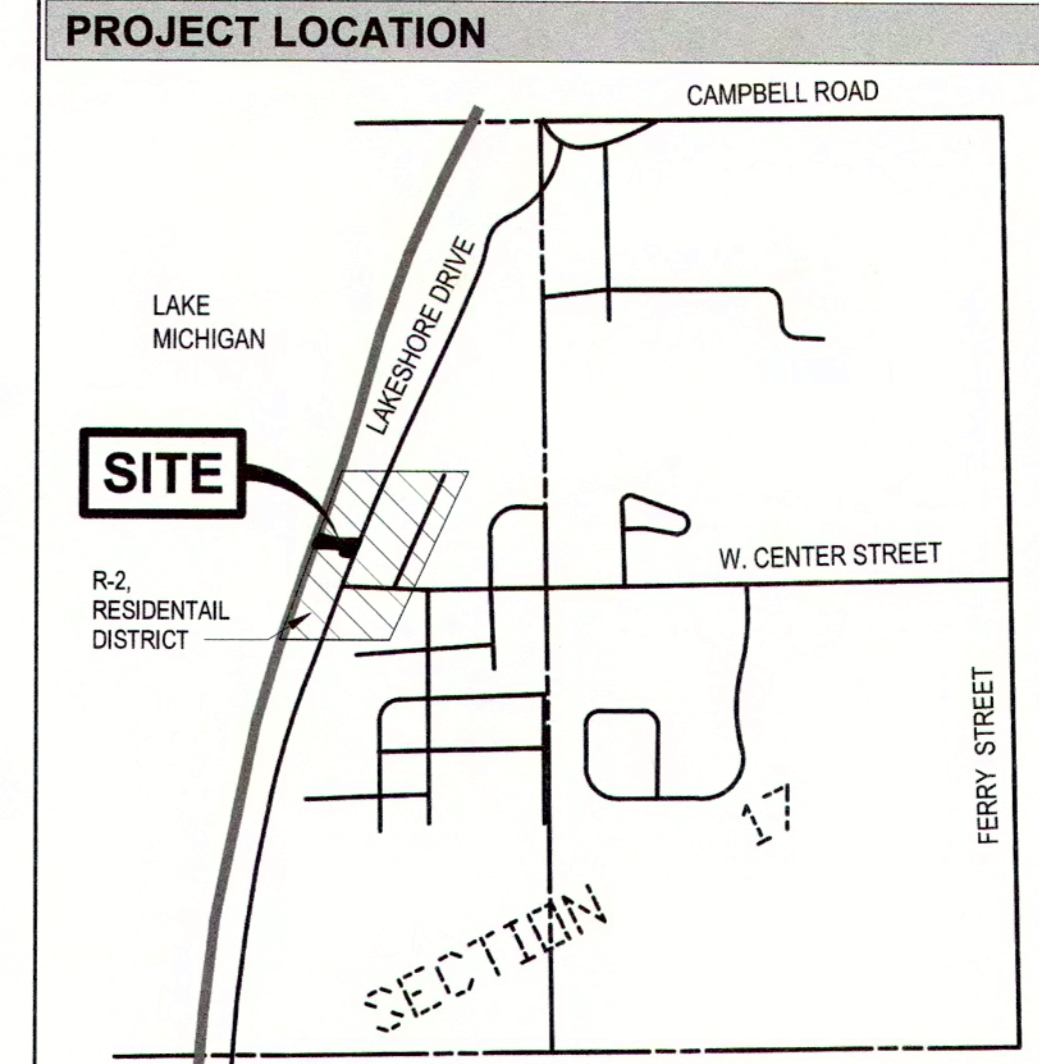 PROJECT LOCATION
CAMPBELL ROAD
LAKESHORE DRIVE
LAKE
MICHIGAN
SITE
W. CENTER STREET
R-2,
RESIDENTAIL
DISTRICT
FERRY STREET
17
SECTION